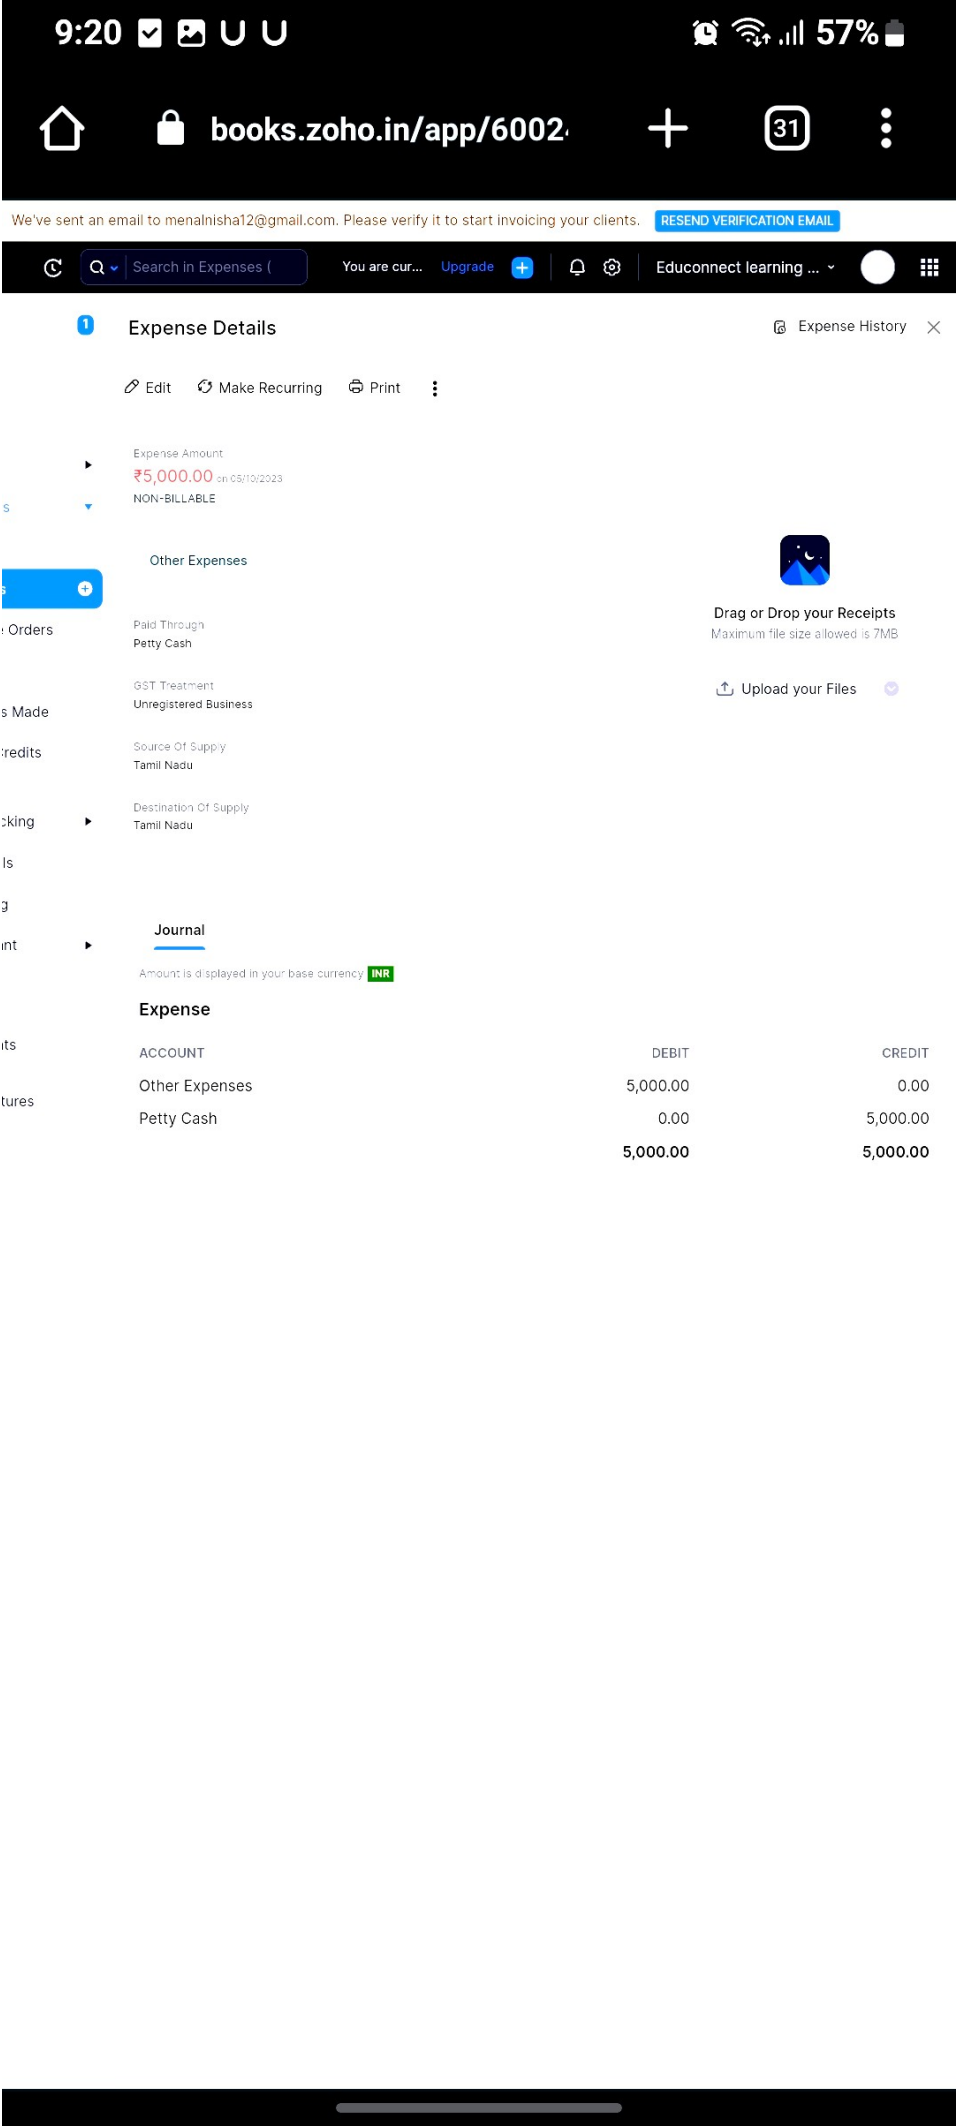 9:20
57%
books.zoho.in/app/6002
31
We've sent an email to menalnisha12@gmail.com. Please verify it to start invoicing your clients. RESEND VERIFICATION EMAIL
Search in Expenses (
You are cur... Upgrade
Educonnect learning ...
1
Expense Details
Expense History
Edit
Make Recurring
Print
Expense Amount
₹5,000.00 on 05/10/2023
NON-BILLABLE
s
Other Expenses
s
Drag or Drop your Receipts
Maximum file size allowed is 7MB
Upload your Files
Orders
Paid Through
Petty Cash
GST Treatment
Unregistered Business
s Made
Source Of Supply
Tamil Nadu
Credits
Destination Of Supply
Tamil Nadu
cking
ls
g
nt
Journal
Amount is displayed in your base currency INR
Expense
ACCOUNT DEBIT CREDIT
Other Expenses 5,000.00 0.00
Petty Cash 0.00 5,000.00
5,000.00 5,000.00
ts
tures